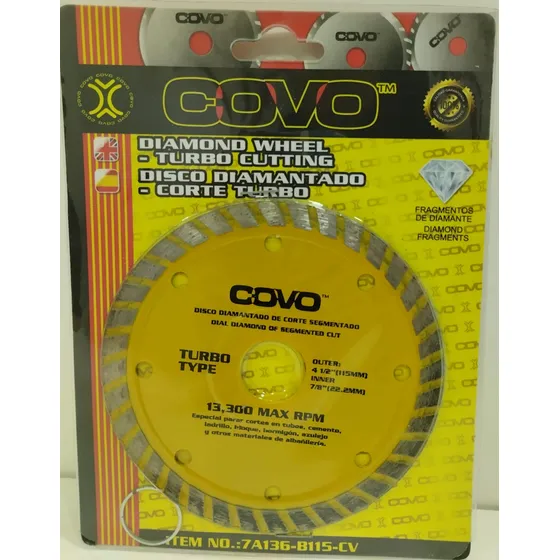 COVO
COVO
COVO
COVO™
DIAMOND WHEEL
- TURBO CUTTING
DISCO DIAMANTADO
- CORTE TURBO
FRAGMENTOS
DE DIAMANTE
DIAMOND
FRAGMENTS
COVO™
DISCO DIAMANTADO DE CORTE SEGMENTADO
DIAL DIAMOND OF SEGMENTED CUT
TURBO
TYPE
OUTER:
4 1/2"(115MM)
INNER
7/8"(22.2MM)
13,300 MAX RPM
Especial parar cortes en tubos, cemento,
ladrillo, bloque, hormigón, azulejo
y otros materiales de albañilería.
ITEM NO.:7A136-B115-CV